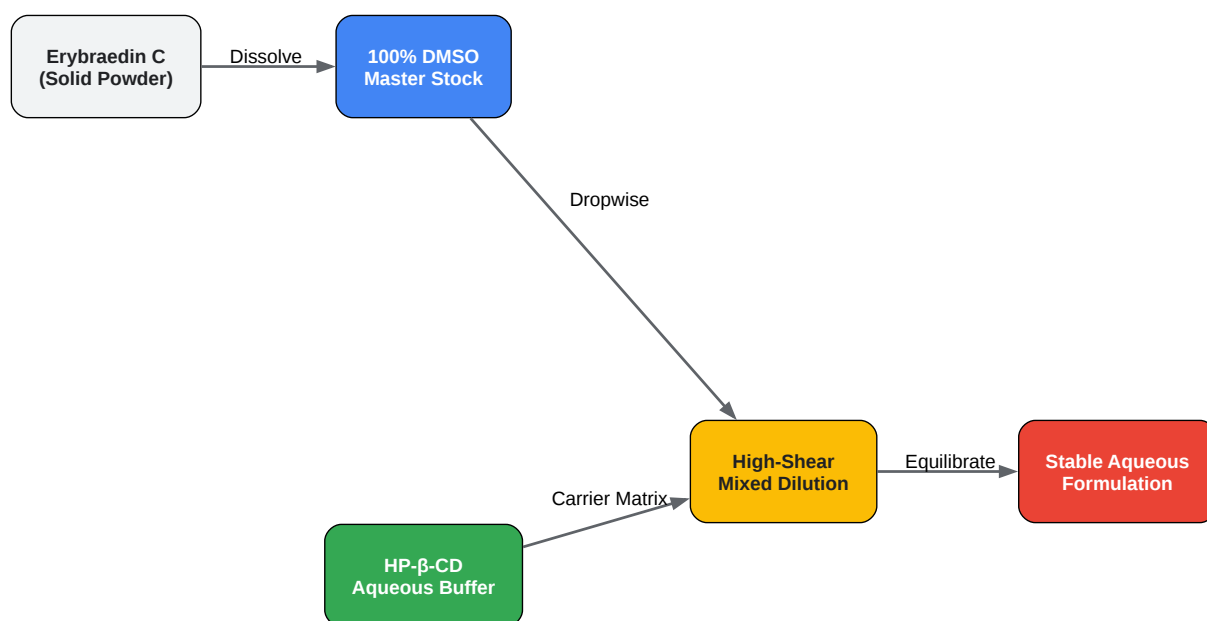 Erybraedin C
(Solid Powder)
Dissolve
100% DMSO
Master Stock
Dropwise
High-Shear
Mixed Dilution
Equilibrate
Stable Aqueous
Formulation
Carrier Matrix
HP-β-CD
Aqueous Buffer